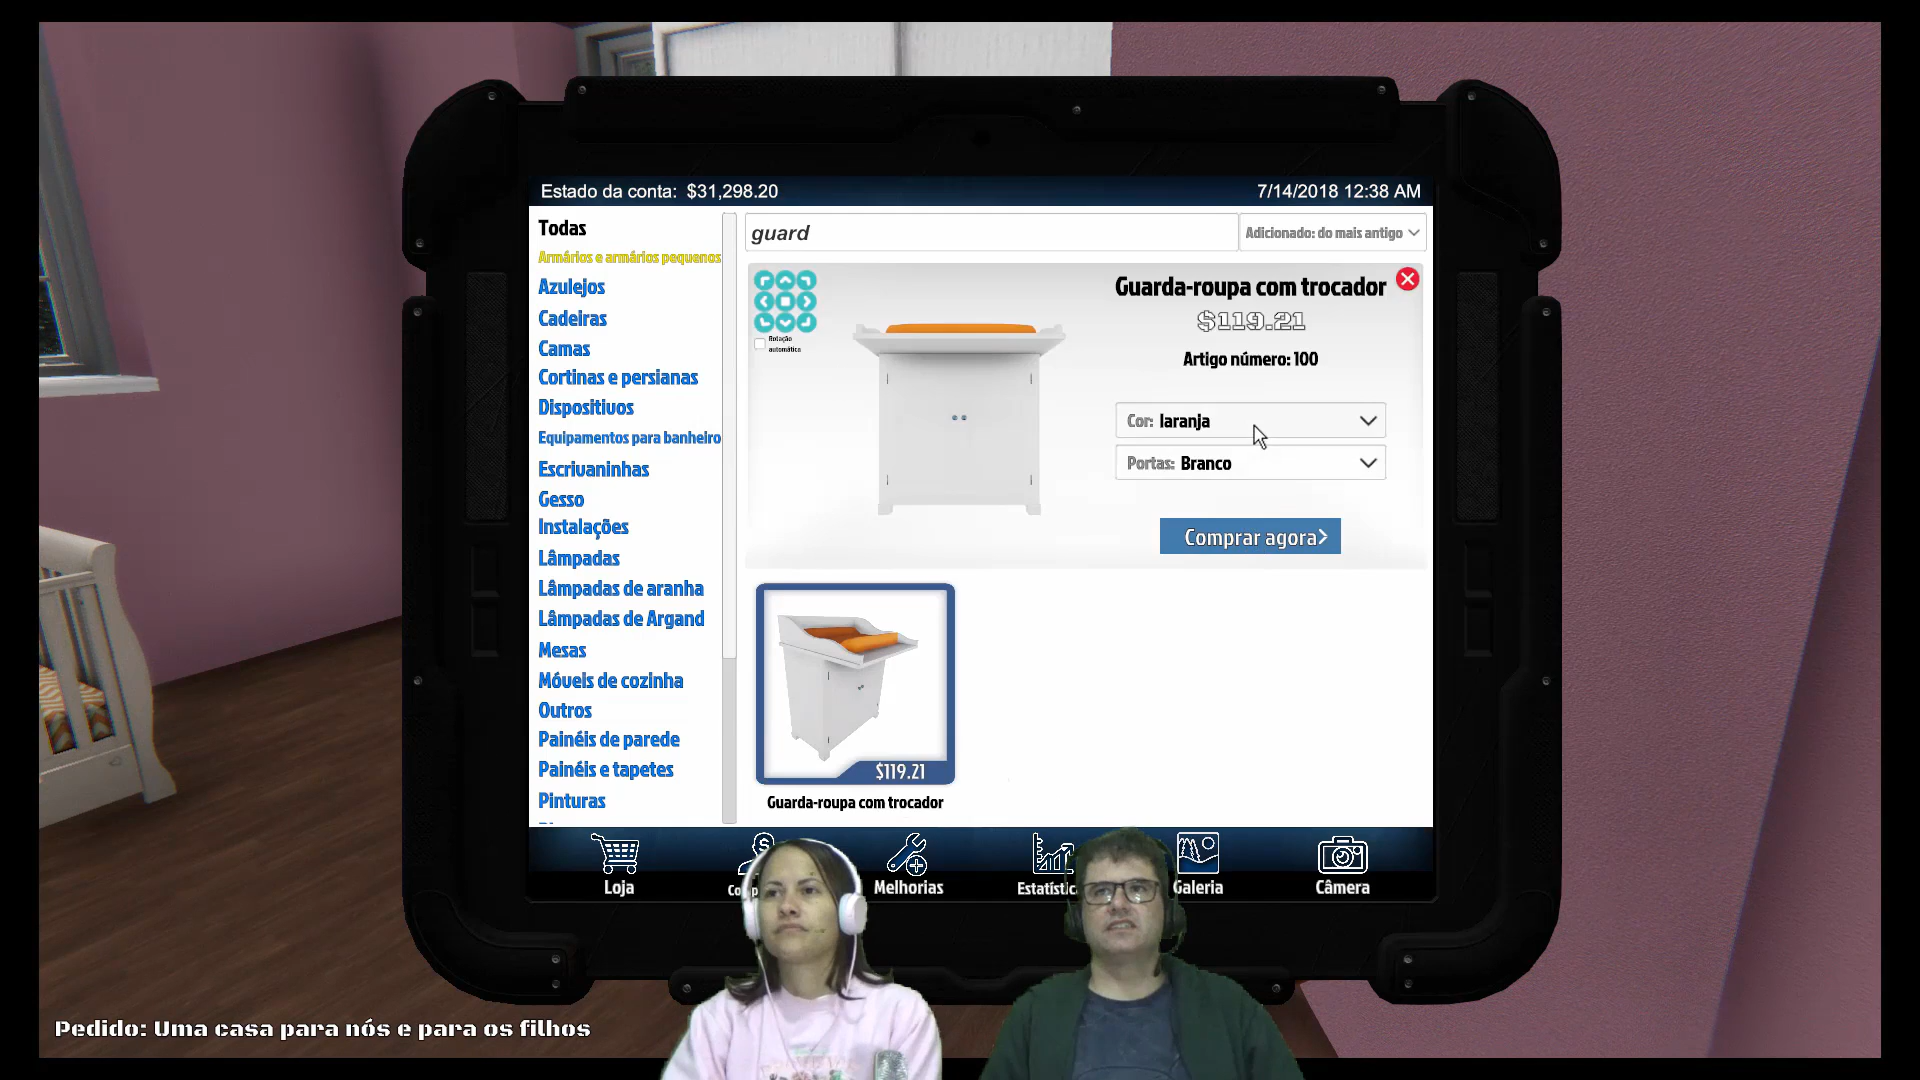 Estado da conta: $31,298.20
7/14/2018 12:38 AM
Todas
Armários e armários pequenos
Azulejos
Cadeiras
Camas
Cortinas e persianas
Dispositivos
Equipamentos para banheiro
Escrivaninhas
Gesso
Instalações
Lâmpadas
Lâmpadas de aranha
Lâmpadas de Argand
Mesas
Móveis de cozinha
Outros
Painéis de parede
Painéis e tapetes
Pinturas
guard
Adicionado: do mais antigo
Rotação
automática
Guarda-roupa com trocador
$119.21
Artigo número: 100
Cor: laranja
Portas: Branco
Comprar agora
$119.21
Guarda-roupa com trocador
Loja
Melhorias
Galeria
Câmera
Pedido: Uma casa para nós e para os filhos